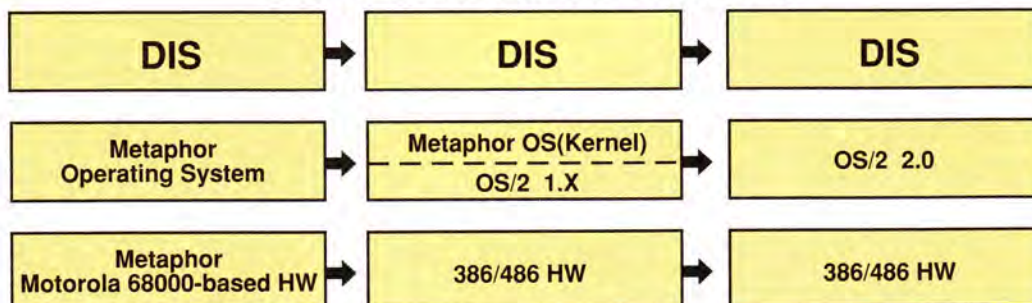 DIS
DIS
DIS
Metaphor
Operating System
Metaphor OS(Kernel)
OS/2 1.X
OS/2 2.0
Metaphor
Motorola 68000-based HW
386/486 HW
386/486 HW